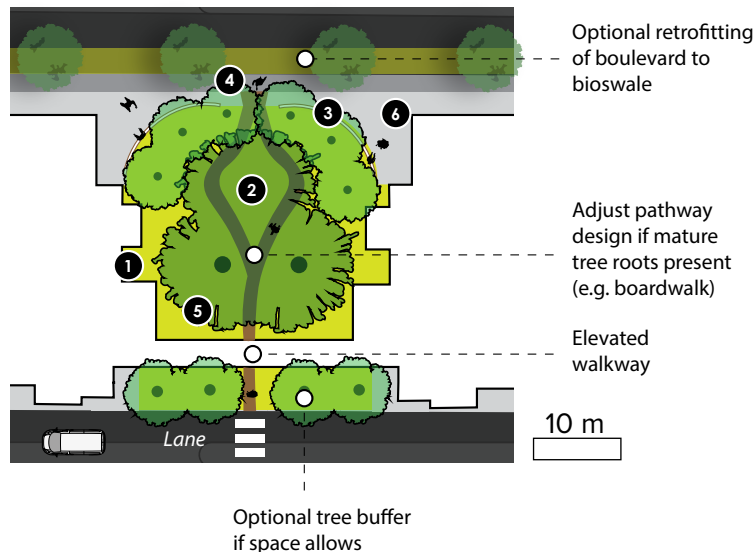 Optional retrofitting
of boulevard to
bioswale
4
3
6
2
Adjust pathway
design if mature
tree roots present
(e.g. boardwalk)
1
5
Elevated
walkway
10 m
Lane
Optional tree buffer
if space allows